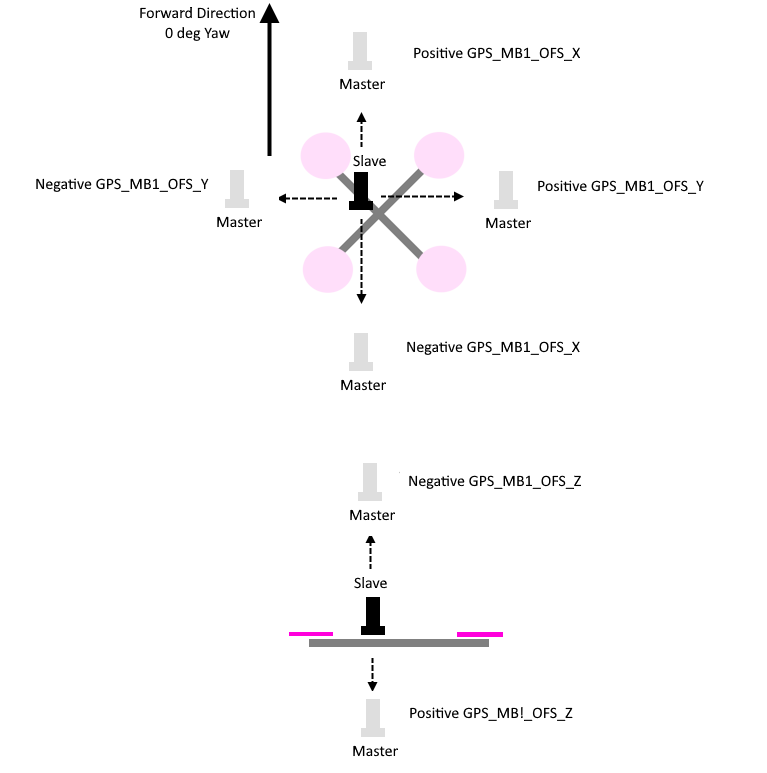 Forward Direction
0 deg Yaw
Positive GPS_MB1_OFS_X
Master
Slave
Negative GPS_MB1_OFS_Y
Master
Positive GPS_MB1_OFS_Y
Master
Negative GPS_MB1_OFS_X
Master
Negative GPS_MB1_OFS_Z
Master
Slave
Positive GPS_MB!_OFS_Z
Master